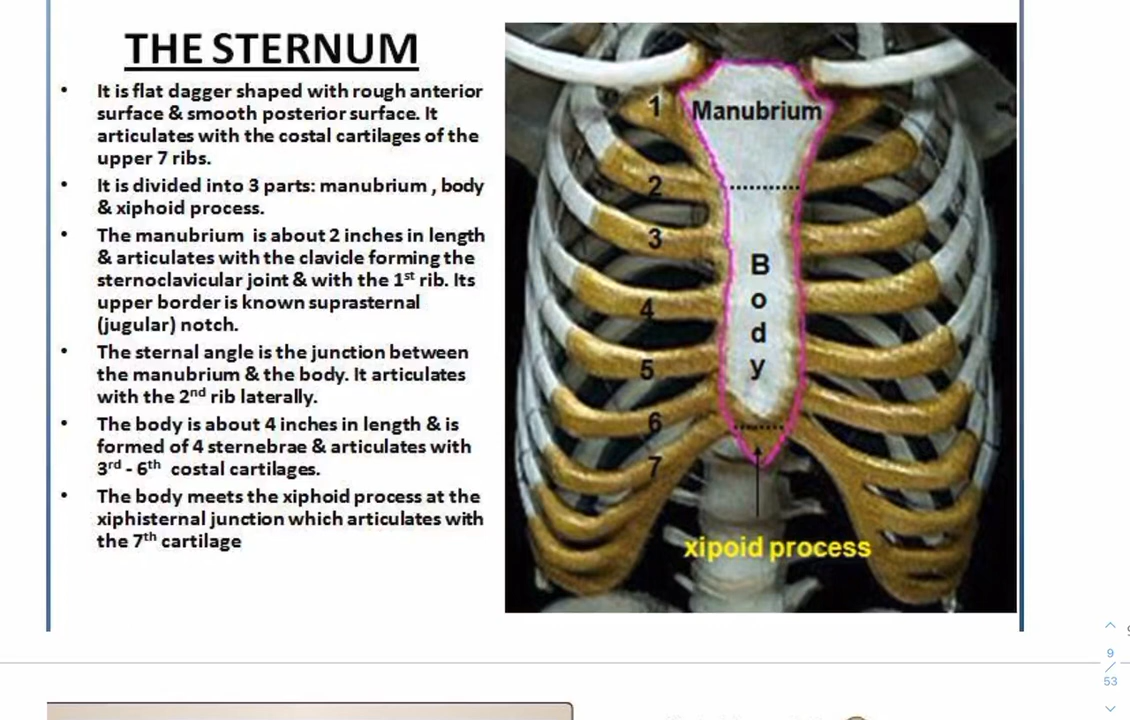 THE STERNUM
• It is flat dagger shaped with rough anterior
surface & smooth posterior surface. It
articulates with the costal cartilages of the
upper 7 ribs.
• It is divided into 3 parts: manubrium , body
& xiphoid process.
• The manubrium is about 2 inches in length
& articulates with the clavicle forming the
sternoclavicular joint & with the 1st rib. Its
upper border is known suprasternal
(jugular) notch.
• The sternal angle is the junction between
the manubrium & the body. It articulates
with the 2nd rib laterally.
• The body is about 4 inches in length & is
formed of 4 sternebrae & articulates with
3rd - 6th costal cartilages.
• The body meets the xiphoid process at the
xiphisternal junction which articulates with
the 7th cartilage
1
Manubrium
2
3
B
o
d
y
4
5
6
7
xipoid process
9
/
53